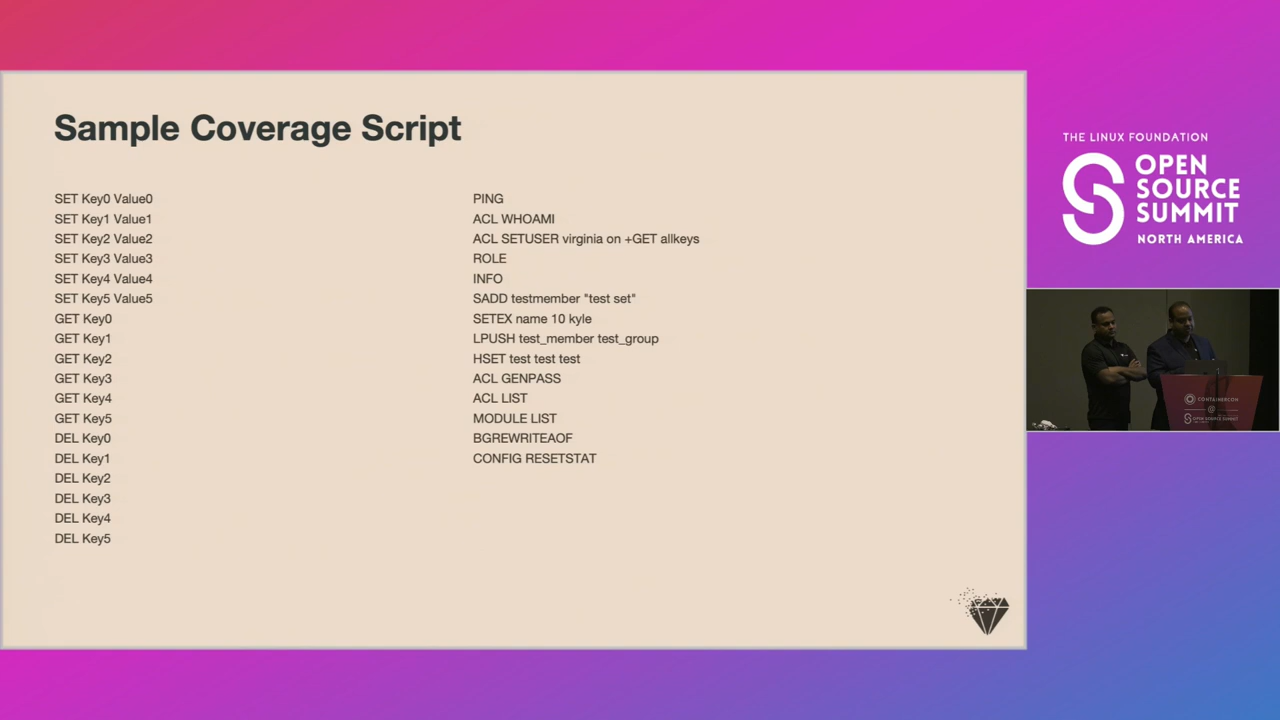 Sample Coverage Script
SET Key0 Value0
SET Key1 Value1
SET Key2 Value2
SET Key3 Value3
SET Key4 Value4
SET Key5 Value5
GET Key0
GET Key1
GET Key2
GET Key3
GET Key4
GET Key5
DEL Key0
DEL Key1
DEL Key2
DEL Key3
DEL Key4
DEL Key5
PING
ACL WHOAMI
ACL SETUSER virginia on +GET allkeys
ROLE
INFO
SADD testmember "test set"
SETEX name 10 kyle
LPUSH test_member test_group
HSET test test test
ACL GENPASS
ACL LIST
MODULE LIST
BGREWRITEAOF
CONFIG RESETSTAT
THE LINUX FOUNDATION
OPEN
SOURCE
SUMMIT
NORTH AMERICA
CONTAINERCON
@
OPEN SOURCE SUMMIT